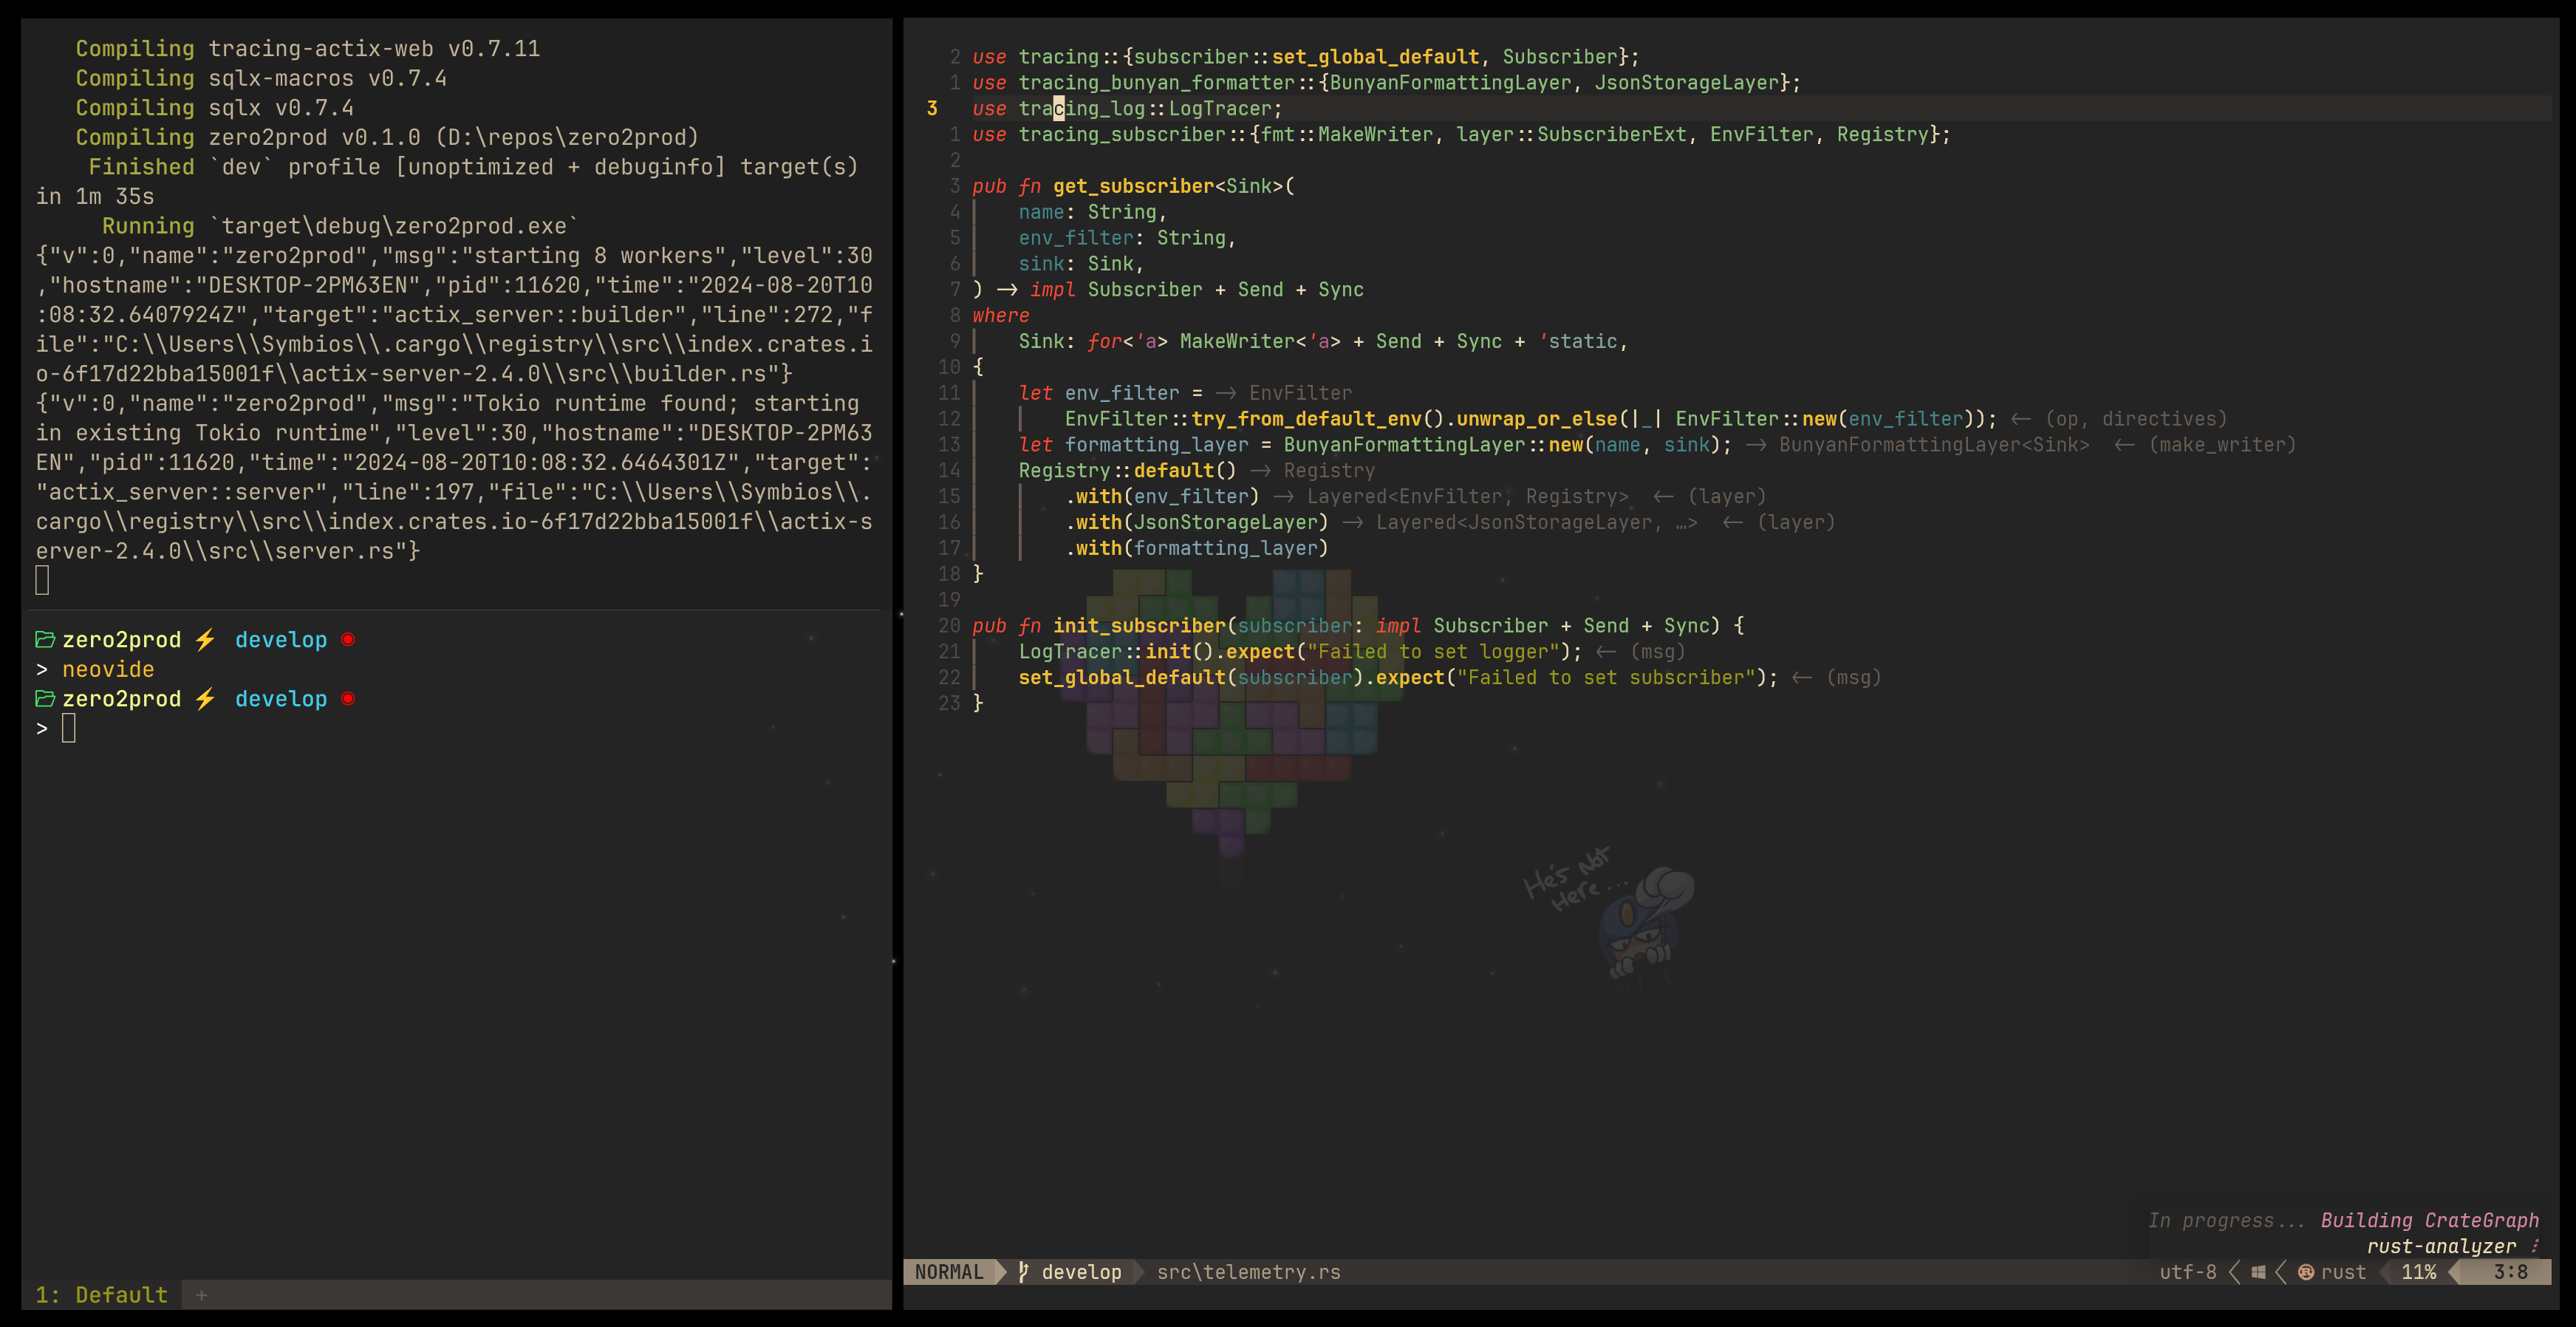 Compiling tracing-actix-web v0.7.11
Compiling sqlx-macros v0.7.4
Compiling sqlx v0.7.4
Compiling zero2prod v0.1.0 (D:\repos\zero2prod)
Finished `dev` profile [unoptimized + debuginfo] target(s)
in 1m 35s
Running `target\debug\zero2prod.exe`
{"v":0,"name":"zero2prod","msg":"starting 8 workers","level":30
,"hostname":"DESKTOP-2PM63EN","pid":11620,"time":"2024-08-20T10
:08:32.6407924Z","target":"actix_server::builder","line":272,"f
ile":"C:\\Users\\Symbios\\.cargo\\registry\\src\\index.crates.i
o-6f17d22bba15001f\\actix-server-2.4.0\\src\\builder.rs"}
{"v":0,"name":"zero2prod","msg":"Tokio runtime found; starting
in existing Tokio runtime","level":30,"hostname":"DESKTOP-2PM63
EN","pid":11620,"time":"2024-08-20T10:08:32.6464301Z","target":
"actix_server::server","line":197,"file":"C:\\Users\\Symbios\\.
cargo\\registry\\src\\index.crates.io-6f17d22bba15001f\\actix-s
erver-2.4.0\\src\\server.rs"}
zero2prod ⚡ develop
> neovide
zero2prod ⚡ develop
>
1: Default +
2 use tracing::{subscriber::set_global_default, Subscriber};
1 use tracing_bunyan_formatter::{BunyanFormattingLayer, JsonStorageLayer};
3 use tracing_log::LogTracer;
1 use tracing_subscriber::{fmt::MakeWriter, layer::SubscriberExt, EnvFilter, Registry};
2
3 pub fn get_subscriber<Sink>(
4 name: String,
5 env_filter: String,
6 sink: Sink,
7 ) -> impl Subscriber + Send + Sync
8 where
9 Sink: for<'a> MakeWriter<'a> + Send + Sync + 'static,
10 {
11 let env_filter = -> EnvFilter
12 EnvFilter::try_from_default_env().unwrap_or_else(|_| EnvFilter::new(env_filter)); <- (op, directives)
13 let formatting_layer = BunyanFormattingLayer::new(name, sink); -> BunyanFormattingLayer<Sink> <- (make_writer)
14 Registry::default() -> Registry
15 .with(env_filter) -> Layered<EnvFilter, Registry> <- (layer)
16 .with(JsonStorageLayer) -> Layered<JsonStorageLayer, …> <- (layer)
17 .with(formatting_layer)
18 }
19
20 pub fn init_subscriber(subscriber: impl Subscriber + Send + Sync) {
21 LogTracer::init().expect("Failed to set logger"); <- (msg)
22 set_global_default(subscriber).expect("Failed to set subscriber"); <- (msg)
23 }
He's Not
Here...
In progress... Building CrateGraph
rust-analyzer
NORMAL develop src\telemetry.rs utf-8 rust 11% 3:8